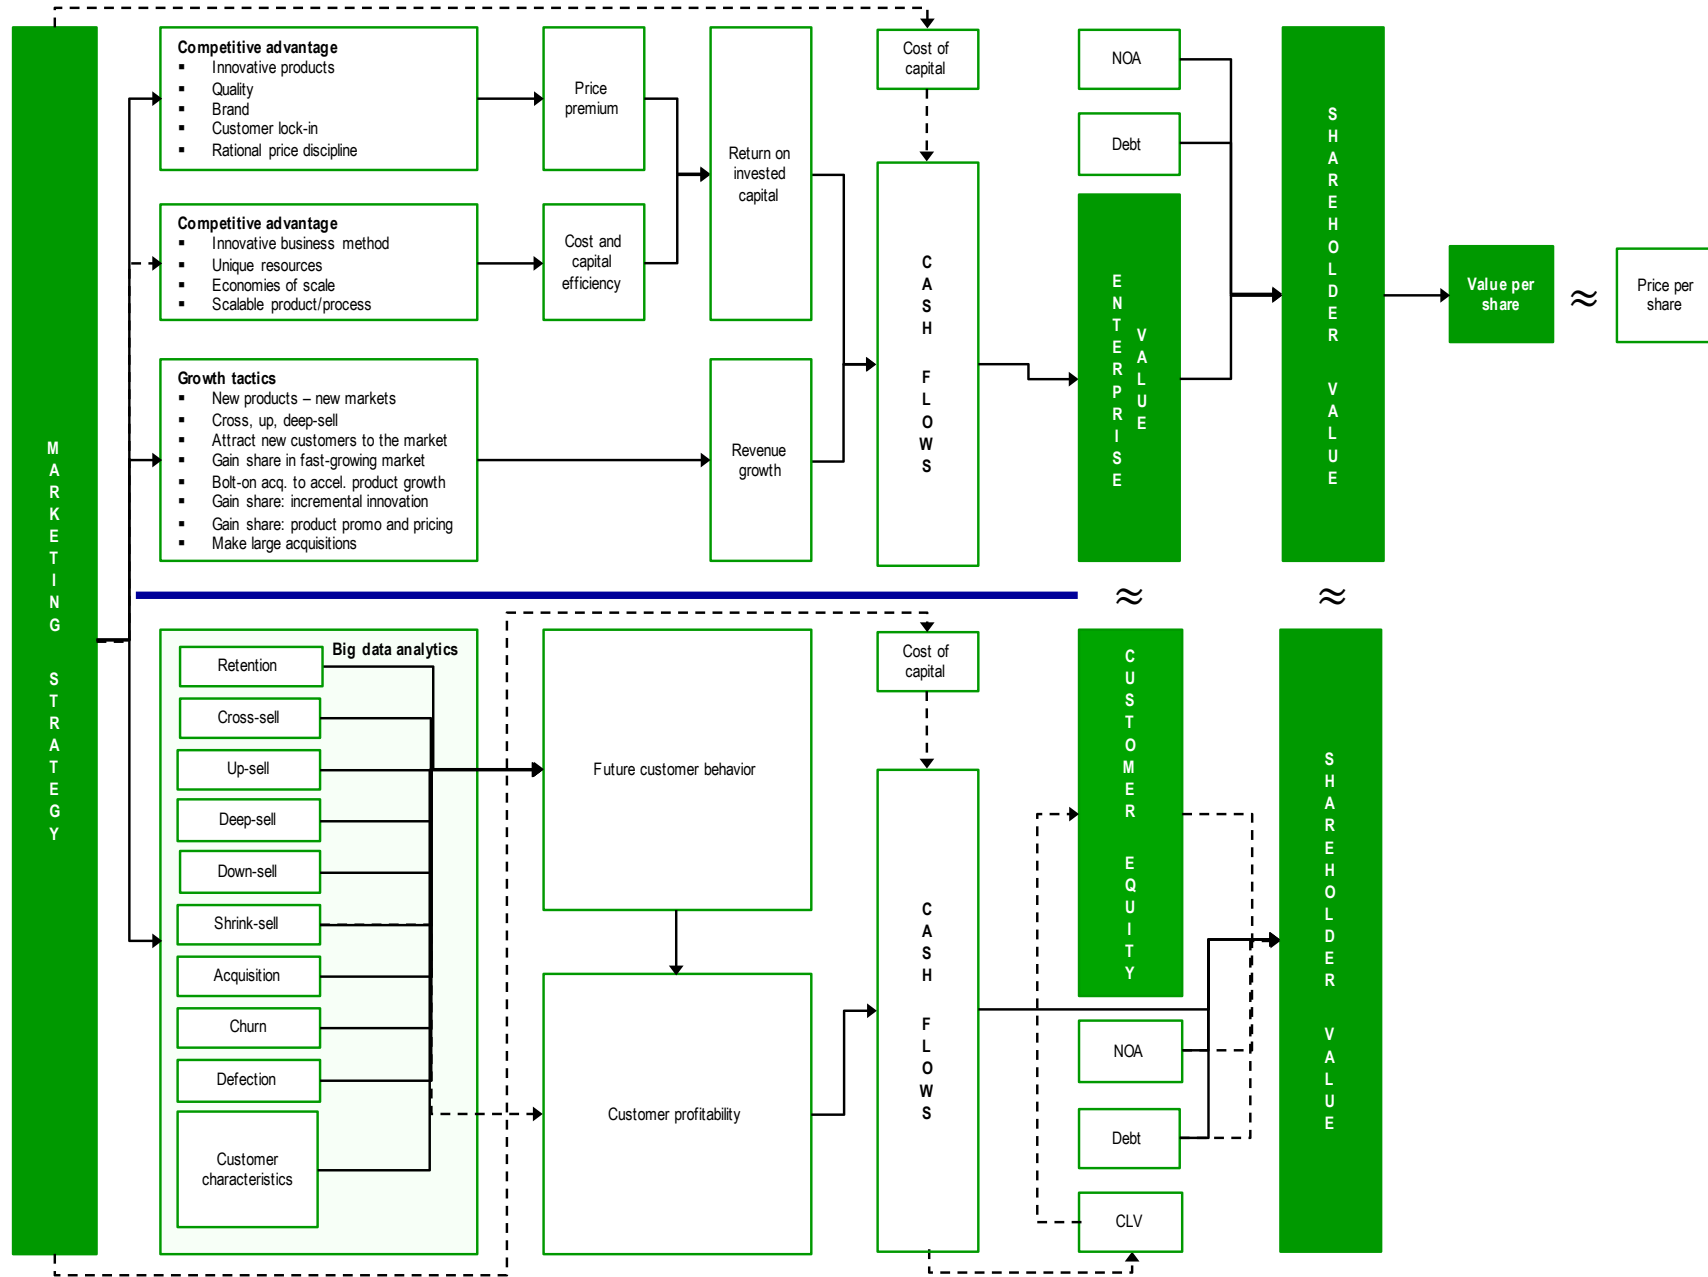 MARKETING STRATEGY
Competitive advantage
▪ Innovative products
▪ Quality
▪ Brand
▪ Customer lock-in
▪ Rational price discipline
Price
premium
Competitive advantage
▪ Innovative business method
▪ Unique resources
▪ Economies of scale
▪ Scalable product/process
Cost and
capital
efficiency
Return on
invested
capital
Growth tactics
▪ New products – new markets
▪ Cross, up, deep-sell
▪ Attract new customers to the market
▪ Gain share in fast-growing market
▪ Bolt-on acq. to accel. product growth
▪ Gain share: incremental innovation
▪ Gain share: product promo and pricing
▪ Make large acquisitions
Revenue
growth
Cost of
capital
CASH FLOWS
NOA
Debt
ENTERPRISE
VALUE
SHAREHOLDER VALUE
Value per
share
≈
Price per
share
≈
≈
Big data analytics
Retention
Cross-sell
Up-sell
Deep-sell
Down-sell
Shrink-sell
Acquisition
Churn
Defection
Customer
characteristics
Future customer behavior
Customer profitability
Cost of
capital
CASH FLOWS
CUSTOMER EQUITY
NOA
Debt
CLV
SHAREHOLDER VALUE